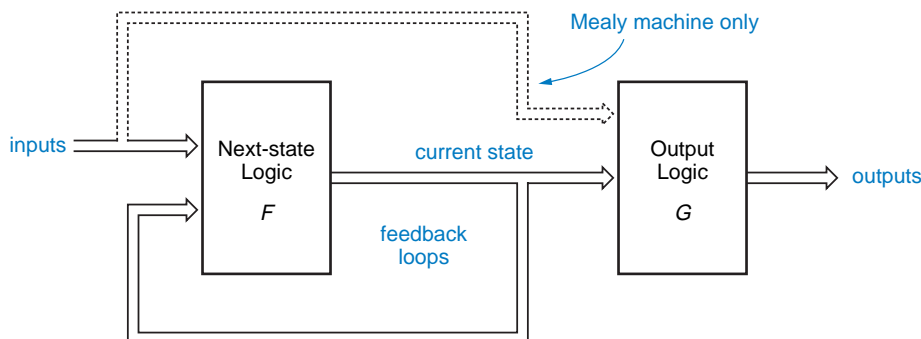 Mealy machine only
inputs
Next-state
Logic
F
current state
feedback
loops
Output
Logic
G
outputs